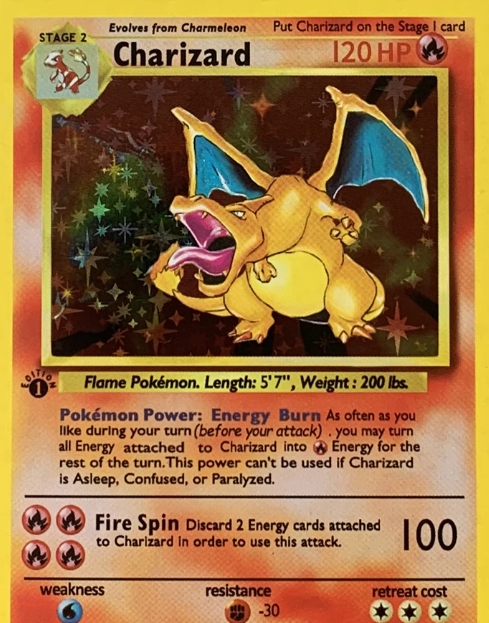 Evolves from Charmeleon Put Charizard on the Stage 1 card
STAGE 2
Charizard 120 HP
EDITION
1
Flame Pokémon. Length: 5'7", Weight: 200 lbs.
Pokémon Power: Energy Burn As often as you
like during your turn (before your attack), you may turn
all Energy attached to Charizard into Energy for the
rest of the turn. This power can't be used if Charizard
is Asleep, Confused, or Paralyzed.
Fire Spin Discard 2 Energy cards attached 100
to Charizard in order to use this attack.
weakness resistance retreat cost
-30